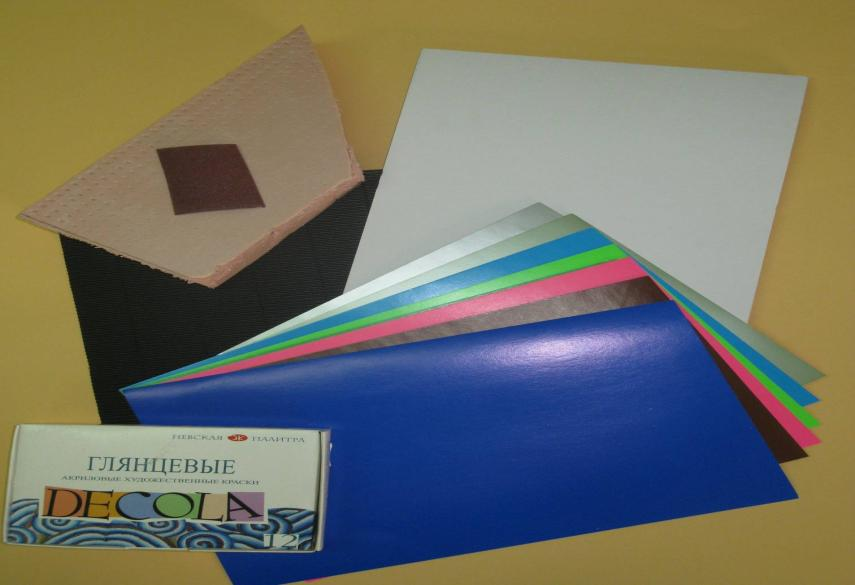 НЕВСКАЯ ПАЛИТРА
ГЛЯНЦЕВЫЕ
АКРИЛОВЫЕ ХУДОЖЕСТВЕННЫЕ КРАСКИ
DECOLA
12